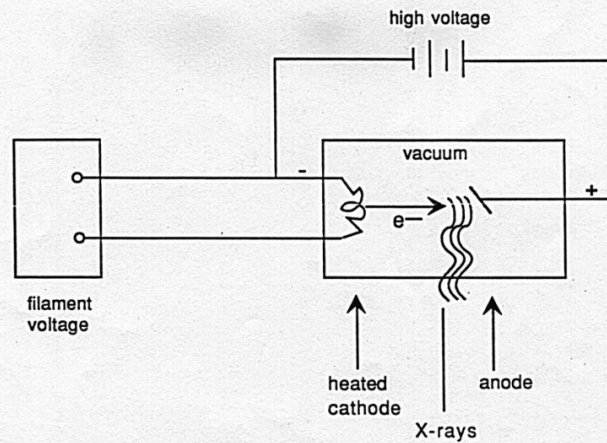 high voltage
vacuum
-
+
e—
filament
voltage
heated
cathode
anode
X-rays